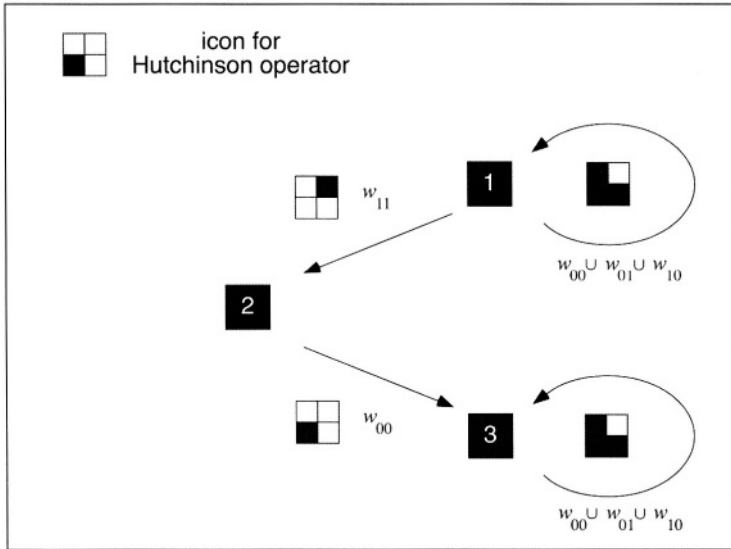 icon for
Hutchinson operator
1
w₁₁
w₀₀ ∪ w₀₁ ∪ w₁₀
2
w₀₀
3
w₀₀ ∪ w₀₁ ∪ w₁₀